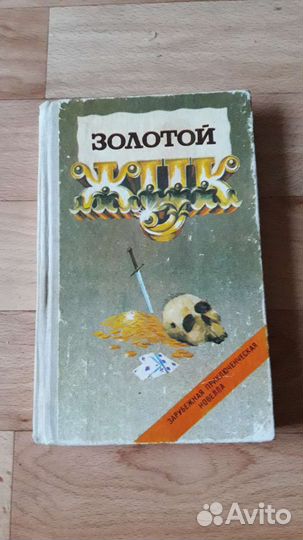 ЗОЛОТОЙ
ЖУК
ЗАРУБЕЖНАЯ ПРИКЛЮЧЕНЧЕСКАЯ
НОВЕЛЛА
Avito